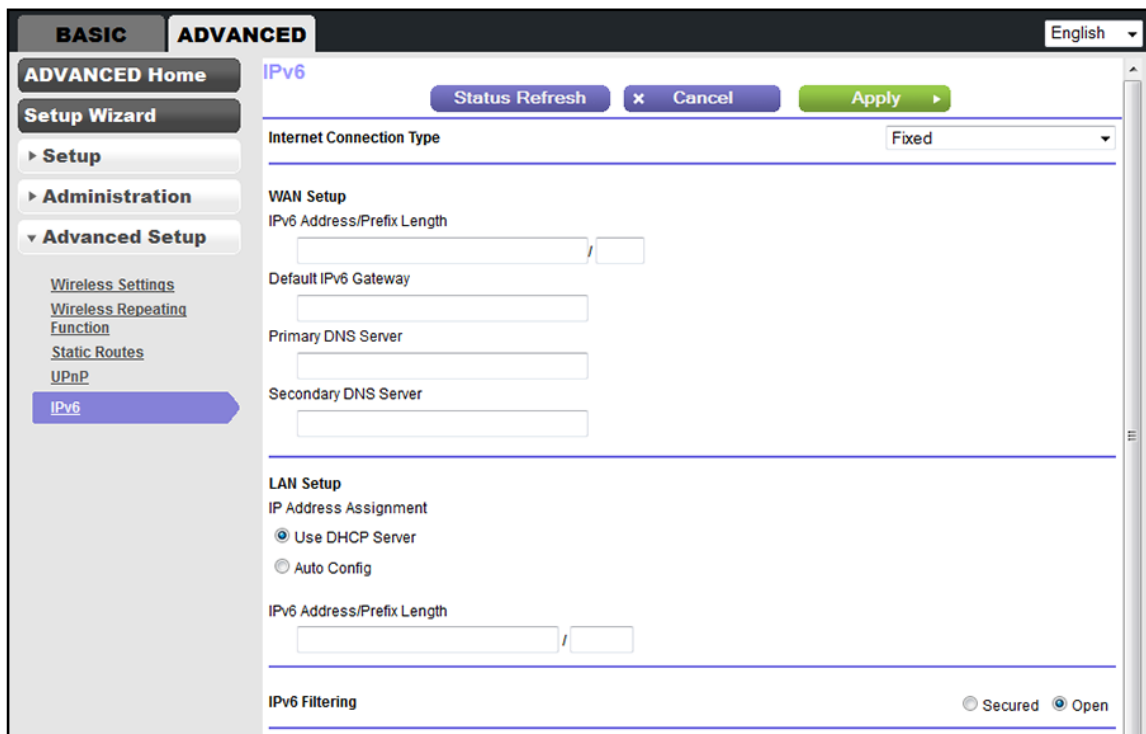 BASIC
ADVANCED
English
ADVANCED Home
Setup Wizard
Setup
Administration
Advanced Setup
Wireless Settings
Wireless Repeating
Function
Static Routes
UPnP
IPv6
IPv6
Status Refresh
x Cancel
Apply
Internet Connection Type
Fixed
WAN Setup
IPv6 Address/Prefix Length
/
Default IPv6 Gateway
Primary DNS Server
Secondary DNS Server
LAN Setup
IP Address Assignment
Use DHCP Server
Auto Config
IPv6 Address/Prefix Length
/
IPv6 Filtering
Secured
Open